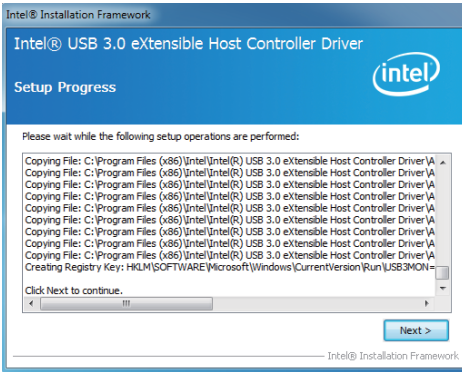 Intel® Installation Framework
Intel® USB 3.0 eXtensible Host Controller Driver
intel
Setup Progress
Please wait while the following setup operations are performed:
Copying File: C:\Program Files (x86)\Intel\Intel(R) USB 3.0 eXtensible Host Controller Driver\A
Copying File: C:\Program Files (x86)\Intel\Intel(R) USB 3.0 eXtensible Host Controller Driver\A
Copying File: C:\Program Files (x86)\Intel\Intel(R) USB 3.0 eXtensible Host Controller Driver\A
Copying File: C:\Program Files (x86)\Intel\Intel(R) USB 3.0 eXtensible Host Controller Driver\A
Copying File: C:\Program Files (x86)\Intel\Intel(R) USB 3.0 eXtensible Host Controller Driver\A
Copying File: C:\Program Files (x86)\Intel\Intel(R) USB 3.0 eXtensible Host Controller Driver\A
Copying File: C:\Program Files (x86)\Intel\Intel(R) USB 3.0 eXtensible Host Controller Driver\A
Copying File: C:\Program Files (x86)\Intel\Intel(R) USB 3.0 eXtensible Host Controller Driver\A
Copying File: C:\Program Files (x86)\Intel\Intel(R) USB 3.0 eXtensible Host Controller Driver\A
Creating Registry Key: HKLM\SOFTWARE\Microsoft\Windows\CurrentVersion\Run\USB3MON=
Click Next to continue.
Next >
Intel® Installation Framework